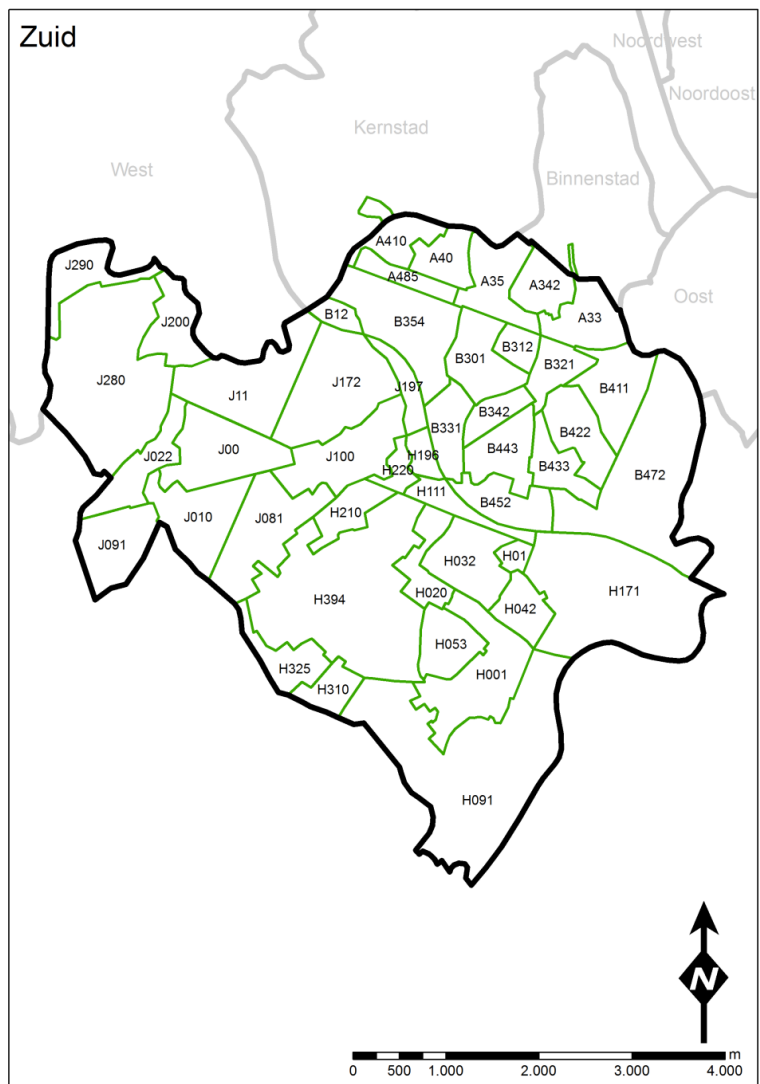 Zuid
Noordwest
Noordoost
Kernstad
West
Binnenstad
Oost
A410
A40
A485
A35
A342
A33
J290
J200
B12
B354
B312
B301
B321
J280
J172
J197
B411
J11
B342
B331
B422
J00
J022
J100
H196
H220
B443
B433
B472
H111
B452
J010
J081
H210
J091
H032
H01
H394
H020
H042
H171
H053
H325
H001
H310
H091
N
m
0 500 1.000 2.000 3.000 4.000